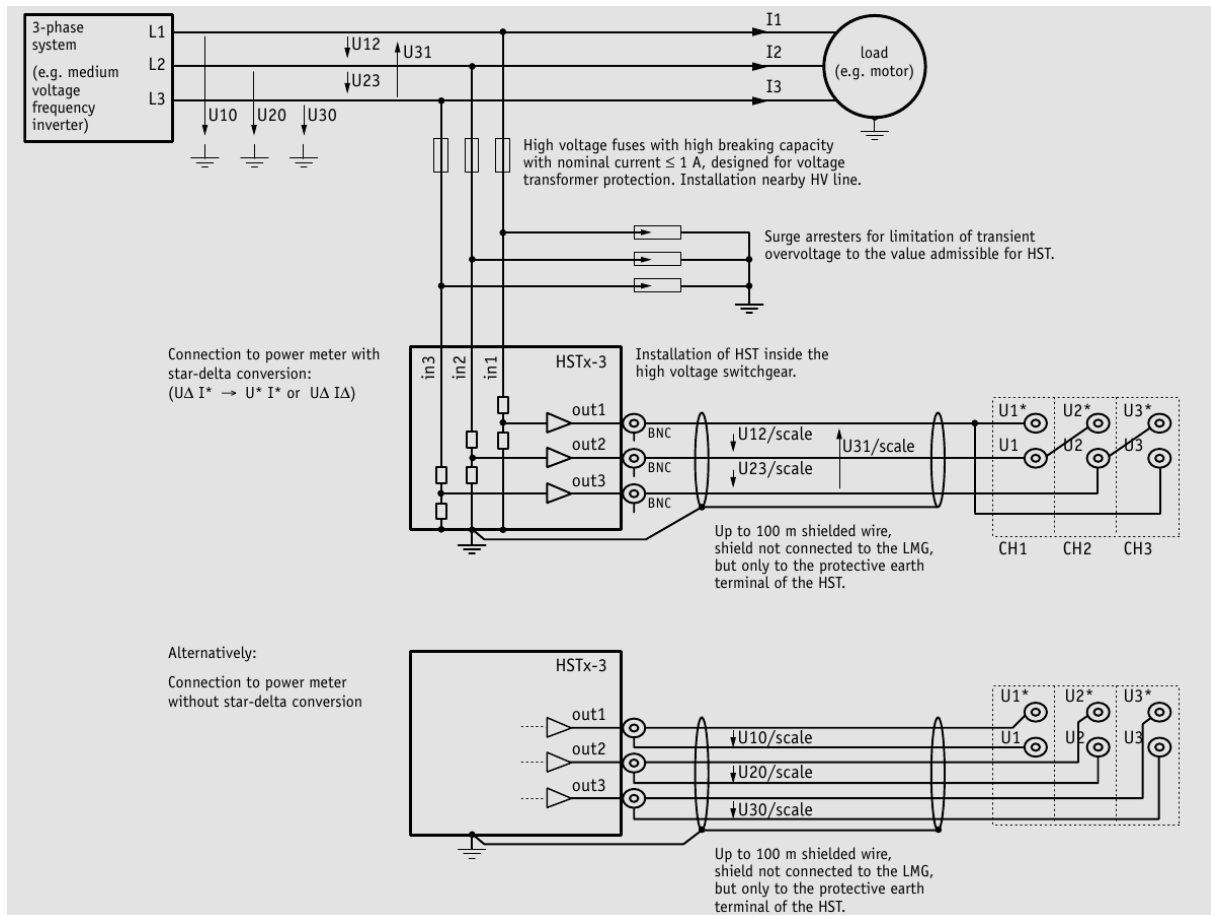 3-phase
system
(e.g. medium
voltage
frequency
inverter)
L1
L2
L3
U12
U31
U23
U10
U20
U30
I1
I2
I3
load
(e.g. motor)
High voltage fuses with high breaking capacity
with nominal current ≤ 1 A, designed for voltage
transformer protection. Installation nearby HV line.
Surge arresters for limitation of transient
overvoltage to the value admissible for HST.
Connection to power meter with
star-delta conversion:
(U∆ I* → U* I* or U∆ I∆)
in3
in2
in1
HSTx-3
Installation of HST inside the
high voltage switchgear.
out1
out2
out3
BNC
BNC
BNC
U12/scale
U23/scale
U31/scale
U1*
U2*
U3*
U1
U2
U3
CH1
CH2
CH3
Up to 100 m shielded wire,
shield not connected to the LMG,
but only to the protective earth
terminal of the HST.
Alternatively:
Connection to power meter
without star-delta conversion
HSTx-3
out1
out2
out3
U10/scale
U20/scale
U30/scale
U1*
U2*
U3*
U1
U2
U3
Up to 100 m shielded wire,
shield not connected to the LMG,
but only to the protective earth
terminal of the HST.